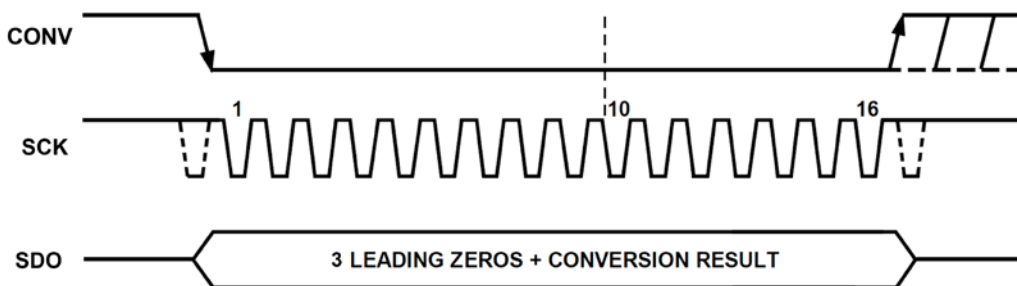 CONV
1 10 16
SCK
SDO 3 LEADING ZEROS + CONVERSION RESULT